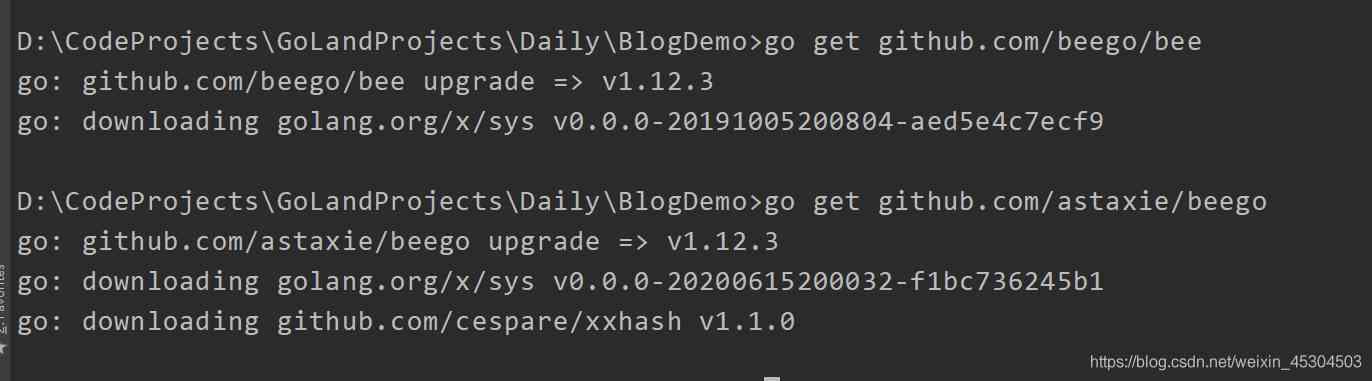 D:\CodeProjects\GoLandProjects\Daily\BlogDemo>go get github.com/beego/bee
go: github.com/beego/bee upgrade => v1.12.3
go: downloading golang.org/x/sys v0.0.0-20191005200804-aed5e4c7ecf9
D:\CodeProjects\GoLandProjects\Daily\BlogDemo>go get github.com/astaxie/beego
go: github.com/astaxie/beego upgrade => v1.12.3
go: downloading golang.org/x/sys v0.0.0-20200615200032-f1bc736245b1
go: downloading github.com/cespare/xxhash v1.1.0
2: Favorites
https://blog.csdn.net/weixin_45304503